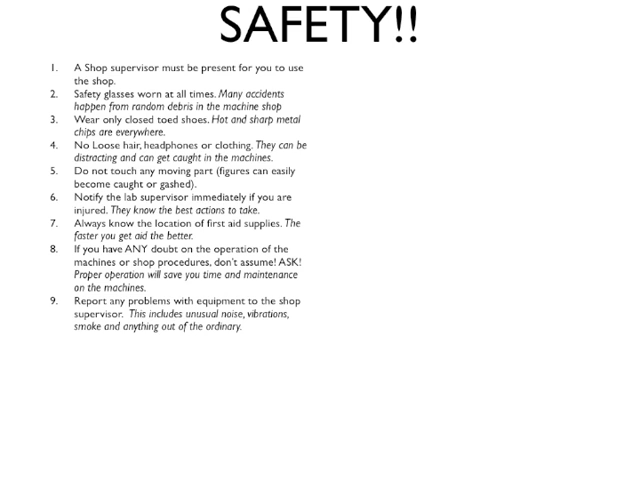 SAFETY!!
1. A Shop supervisor must be present for you to use
the shop.
2. Safety glasses worn at all times. Many accidents
happen from random debris in the machine shop
3. Wear only closed toed shoes. Hot and sharp metal
chips are everywhere.
4. No Loose hair, headphones or clothing. They can be
distracting and can get caught in the machines.
5. Do not touch any moving part (figures can easily
become caught or gashed).
6. Notify the lab supervisor immediately if you are
injured. They know the best actions to take.
7. Always know the location of first aid supplies. The
faster you get aid the better.
8. If you have ANY doubt on the operation of the
machines or shop procedures, don't assume! ASK!
Proper operation will save you time and maintenance
on the machines.
9. Report any problems with equipment to the shop
supervisor. This includes unusual noise, vibrations,
smoke and anything out of the ordinary.